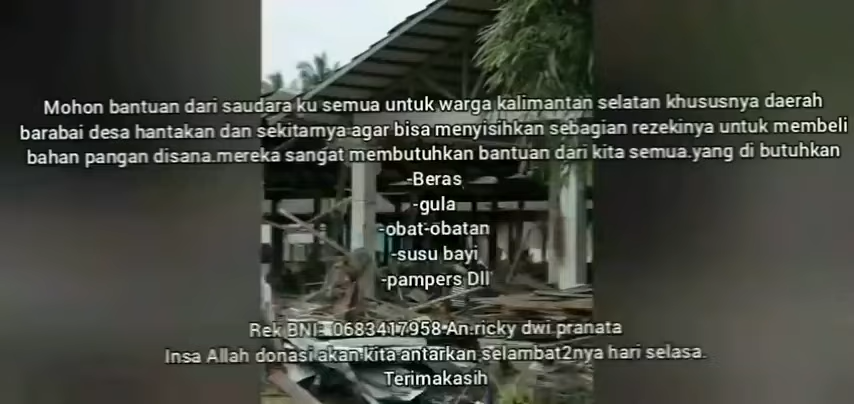 Mohon bantuan dari saudara ku semua untuk warga kalimantan selatan khususnya daerah
barabai desa hantakan dan sekitarnya agar bisa menyisihkan sebagian rezekinya untuk membeli
bahan pangan disana.mereka sangat membutuhkan bantuan dari kita semua.yang di butuhkan
-Beras
-gula
-obat-obatan
-susu bayi
-pampers Dll
Rek BNI = 0683417958 An.ricky dwi pranata
Insa Allah donasi akan kita antarkan selambat2nya hari selasa.
Terimakasih